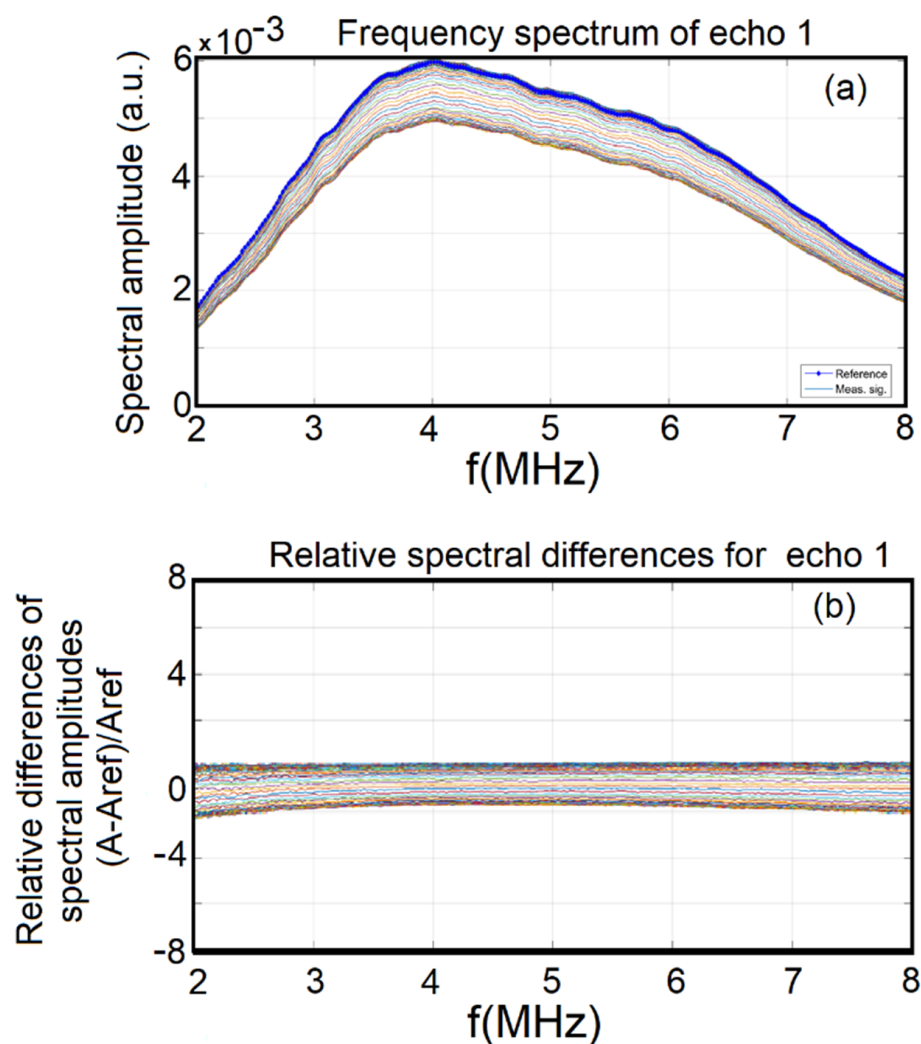 ×10⁻³ Frequency spectrum of echo 1
(a)
Spectral amplitude (a.u.)
6
4
2
0
Reference
Meas. sig.
2 3 4 5 6 7 8
f(MHz)
Relative spectral differences for echo 1
(b)
Relative differences of
spectral amplitudes
(A-Aref)/Aref
8
4
0
-4
-8
2 3 4 5 6 7 8
f(MHz)